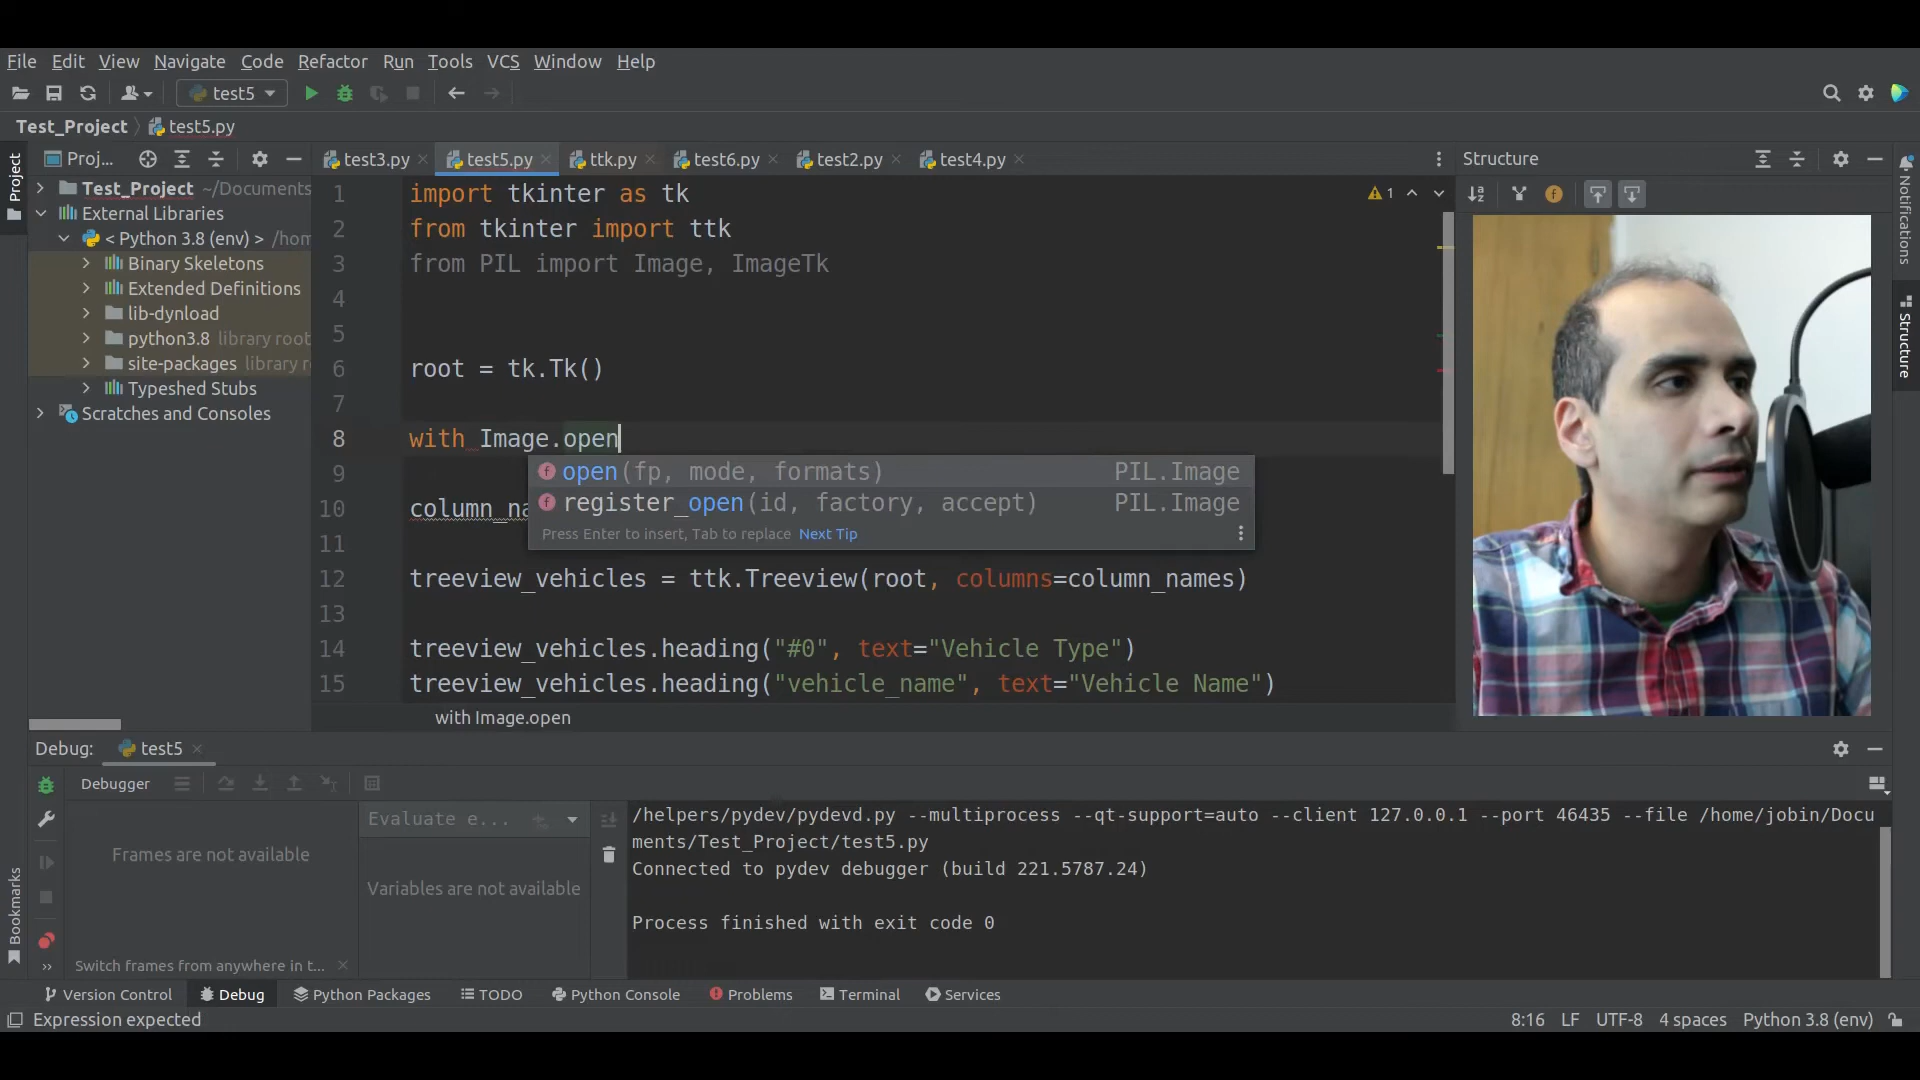 File Edit View Navigate Code Refactor Run Tools VCS Window Help
test5
Test_Project test5.py
Project
Proj...
test3.py test5.py ttk.py test6.py test2.py test4.py
Structure
Notifications
Structure
Test_Project ~/Documents
External Libraries
< Python 3.8 (env) > /hom
Binary Skeletons
Extended Definitions
lib-dynload
python3.8 library root
site-packages library r
Typeshed Stubs
Scratches and Consoles
1 import tkinter as tk
2 from tkinter import ttk
3 from PIL import Image, ImageTk
4
5
6 root = tk.Tk()
7
8 with Image.open
9
10 column_na
11
12 treeview_vehicles = ttk.Treeview(root, columns=column_names)
13
14 treeview_vehicles.heading("#0", text="Vehicle Type")
15 treeview_vehicles.heading("vehicle_name", text="Vehicle Name")
1
f open(fp, mode, formats) PIL.Image
f register_open(id, factory, accept) PIL.Image
Press Enter to insert, Tab to replace Next Tip
with Image.open
Debug: test5
Debugger
Evaluate e...
Frames are not available
Variables are not available
Switch frames from anywhere in t...
/helpers/pydev/pydevd.py --multiprocess --qt-support=auto --client 127.0.0.1 --port 46435 --file /home/jobin/Docu
ments/Test_Project/test5.py
Connected to pydev debugger (build 221.5787.24)
Process finished with exit code 0
Bookmarks
Version Control Debug Python Packages TODO Python Console Problems Terminal Services
Expression expected
8:16 LF UTF-8 4 spaces Python 3.8 (env)